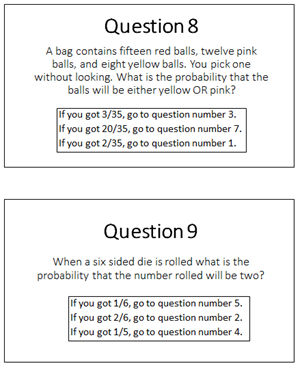 Question 8
A bag contains fifteen red balls, twelve pink
balls, and eight yellow balls. You pick one
without looking. What is the probability that the
balls will be either yellow OR pink?
If you got 3/35, go to question number 3.
If you got 20/35, go to question number 7.
If you got 2/35, go to question number 1.
Question 9
When a six sided die is rolled what is the
probability that the number rolled will be two?
If you got 1/6, go to question number 5.
If you got 2/6, go to question number 2.
If you got 1/5, go to question number 4.